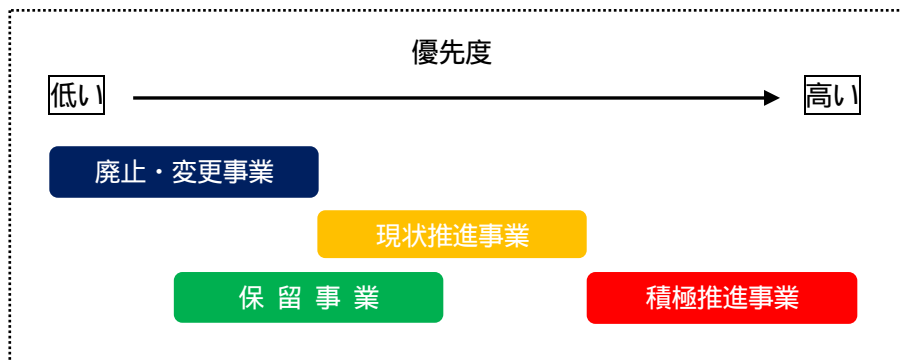 優先度
低い
高い
廃止・変更事業
現状推進事業
保 留 事 業
積極推進事業